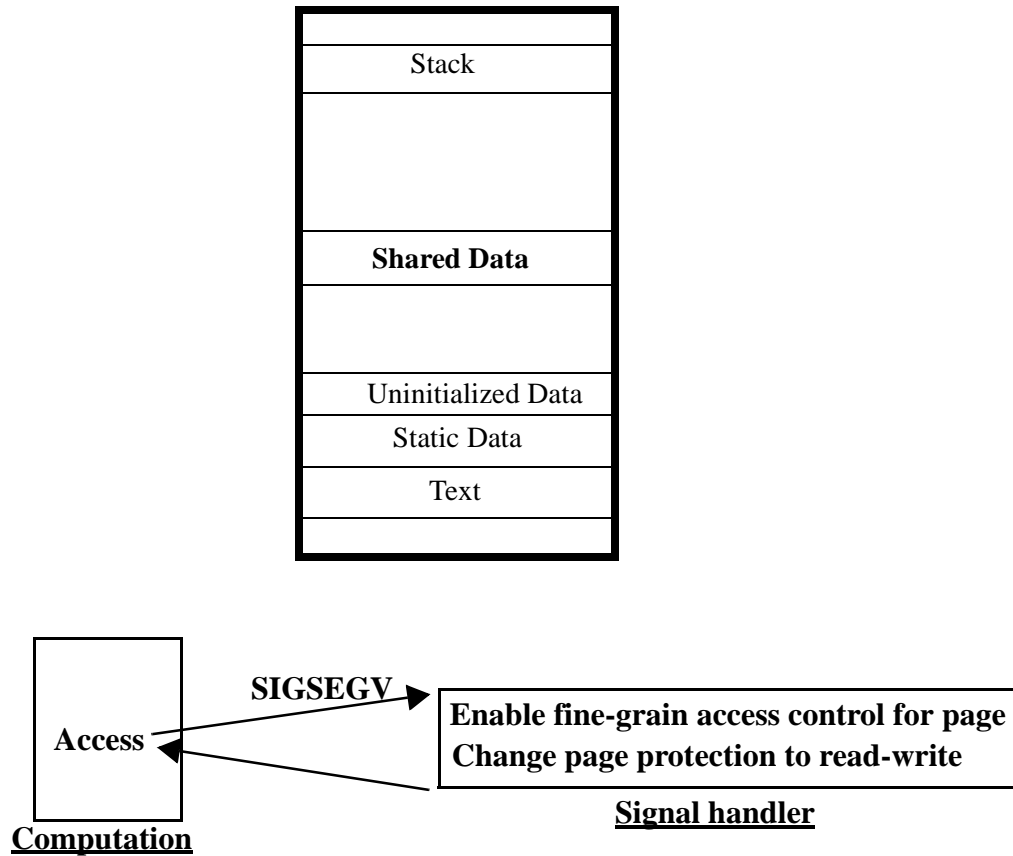 Stack
Shared Data
Uninitialized Data
Static Data
Text
SIGSEGV
Access
Enable fine-grain access control for page
Change page protection to read-write
Signal handler
Computation